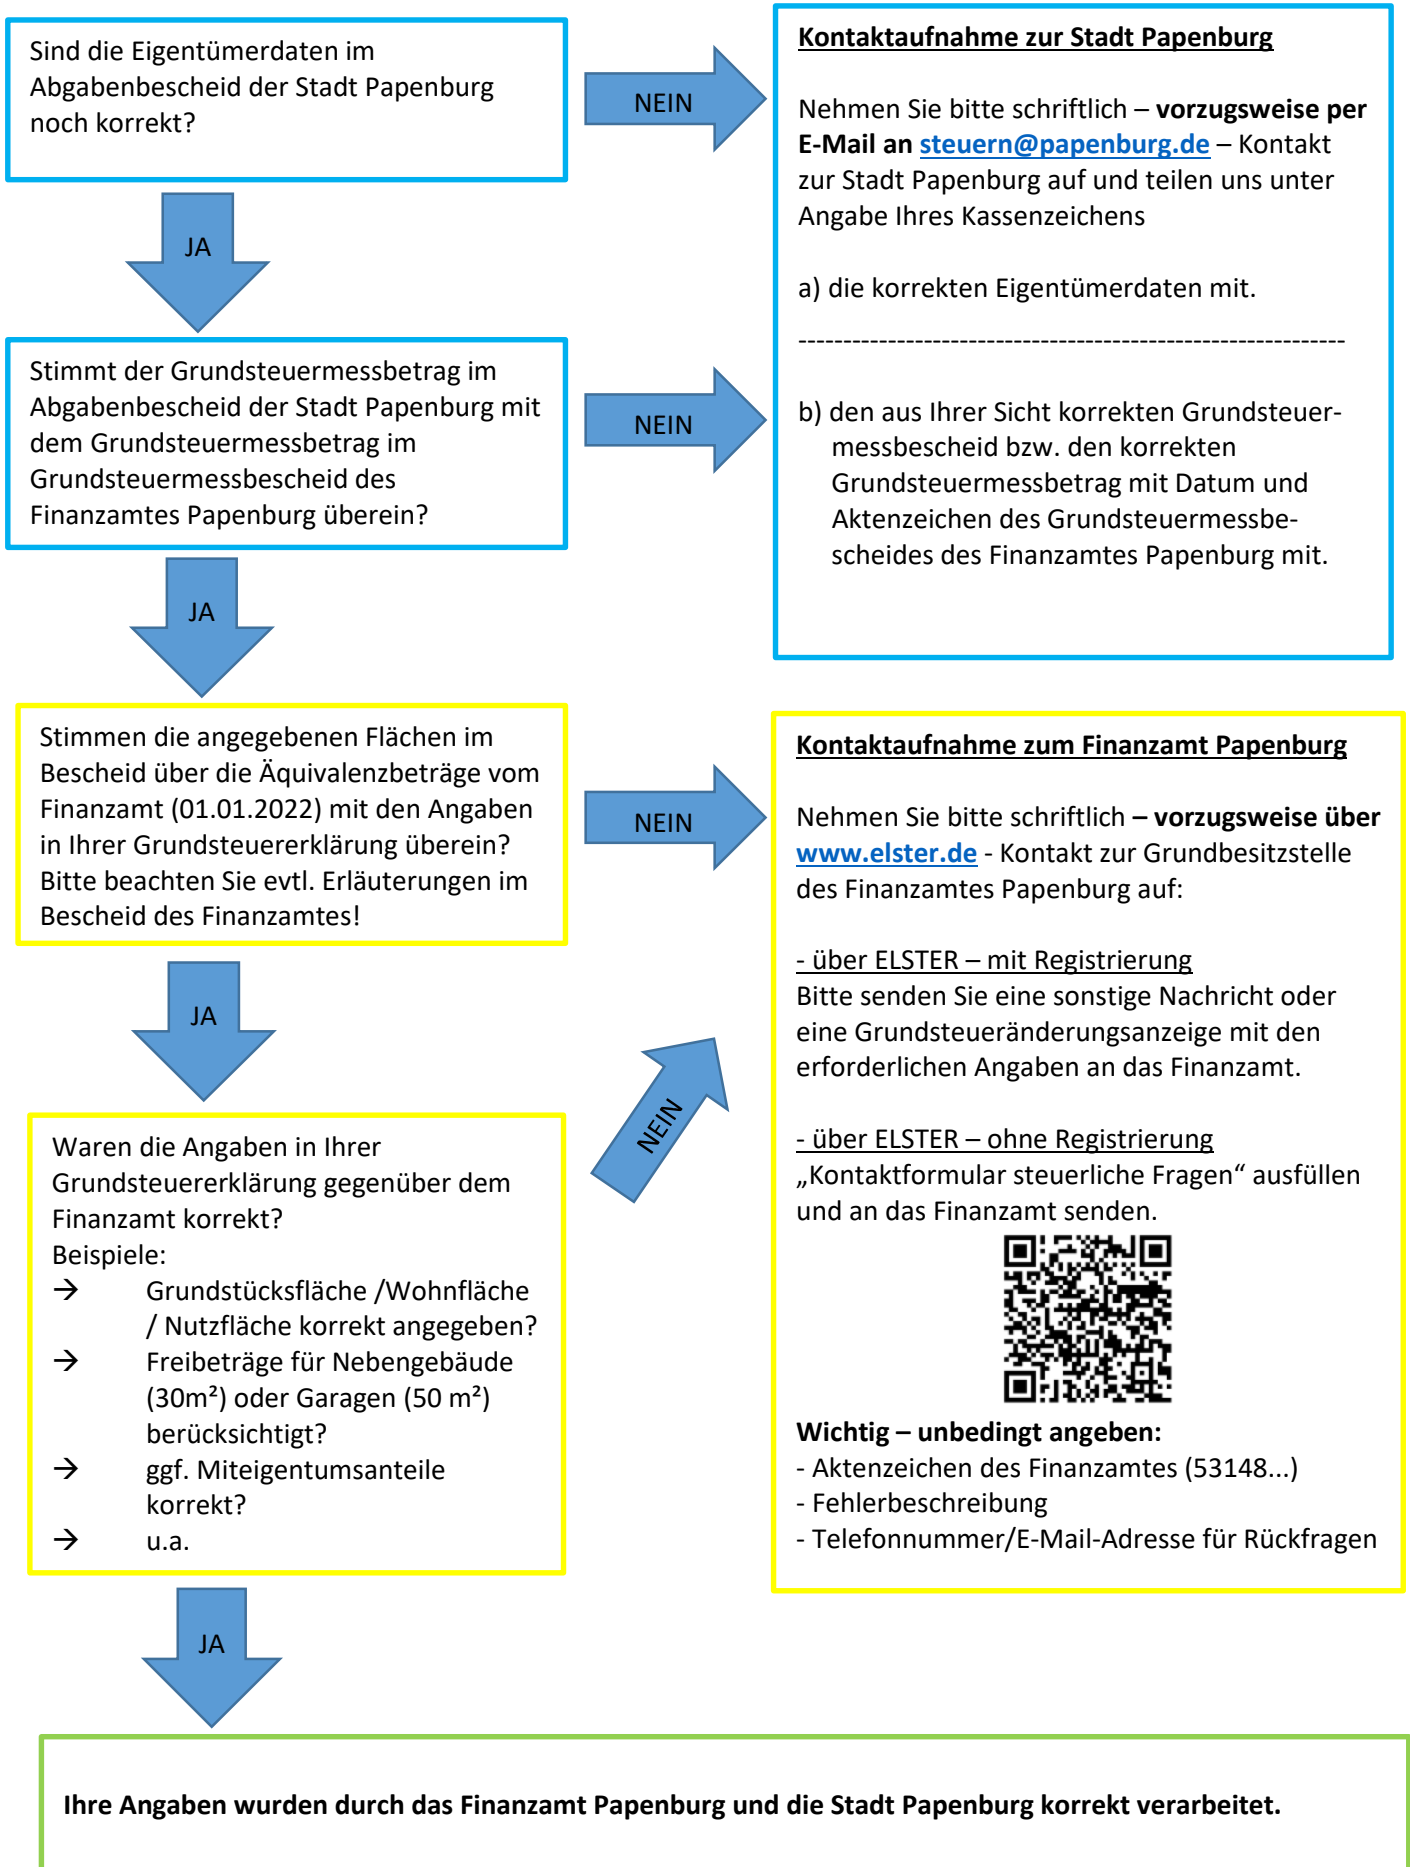 Sind die Eigentümerdaten im
Abgabenbescheid der Stadt Papenburg
noch korrekt?
NEIN
Kontaktaufnahme zur Stadt Papenburg
Nehmen Sie bitte schriftlich – vorzugsweise per
E-Mail an steuern@papenburg.de – Kontakt
zur Stadt Papenburg auf und teilen uns unter
Angabe Ihres Kassenzeichens
a) die korrekten Eigentümerdaten mit.
-------------------------------------------------------------
b) den aus Ihrer Sicht korrekten Grundsteuer-
messbescheid bzw. den korrekten
Grundsteuermessbetrag mit Datum und
Aktenzeichen des Grundsteuermessbe-
scheides des Finanzamtes Papenburg mit.
JA
Stimmt der Grundsteuermessbetrag im
Abgabenbescheid der Stadt Papenburg mit
dem Grundsteuermessbetrag im
Grundsteuermessbescheid des
Finanzamtes Papenburg überein?
NEIN
JA
Stimmen die angegebenen Flächen im
Bescheid über die Äquivalenzbeträge vom
Finanzamt (01.01.2022) mit den Angaben
in Ihrer Grundsteuererklärung überein?
Bitte beachten Sie evtl. Erläuterungen im
Bescheid des Finanzamtes!
NEIN
Kontaktaufnahme zum Finanzamt Papenburg
Nehmen Sie bitte schriftlich – vorzugsweise über
www.elster.de - Kontakt zur Grundbesitzstelle
des Finanzamtes Papenburg auf:
- über ELSTER – mit Registrierung
Bitte senden Sie eine sonstige Nachricht oder
eine Grundsteueränderungsanzeige mit den
erforderlichen Angaben an das Finanzamt.
- über ELSTER – ohne Registrierung
„Kontaktformular steuerliche Fragen“ ausfüllen
und an das Finanzamt senden.
Wichtig – unbedingt angeben:
- Aktenzeichen des Finanzamtes (53148...)
- Fehlerbeschreibung
- Telefonnummer/E-Mail-Adresse für Rückfragen
JA
NEIN
Waren die Angaben in Ihrer
Grundsteuererklärung gegenüber dem
Finanzamt korrekt?
Beispiele:
→ Grundstücksfläche /Wohnfläche
/ Nutzfläche korrekt angegeben?
→ Freibeträge für Nebengebäude
(30m²) oder Garagen (50 m²)
berücksichtigt?
→ ggf. Miteigentumsanteile
korrekt?
→ u.a.
JA
Ihre Angaben wurden durch das Finanzamt Papenburg und die Stadt Papenburg korrekt verarbeitet.